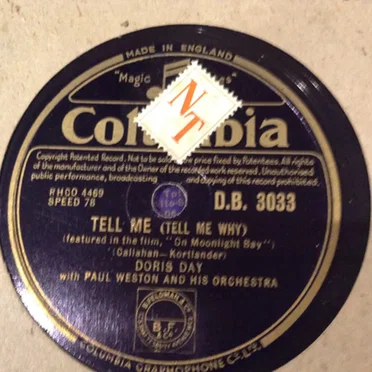 MADE IN ENGLAND
"Magic
Columbia
NT
Copyright Patented Record. Not to be sold price fixed by Patentees. All rights
of the manufacturer and of the Owner of the recorded work reserved. Unauthorised
public performance, broadcasting and copying of this record prohibited.
RHCO 4469
SPEED 78
D.B. 3033
TELL ME (TELL ME WHY)
(featured in the film, "On Moonlight Bay")
(Callahan—Kortlander)
DORIS DAY
with PAUL WESTON AND HIS ORCHESTRA
B. FELDMAN &
B.F.
& Co
COLUMBIA GRAPHOPHONE CO. LTD.